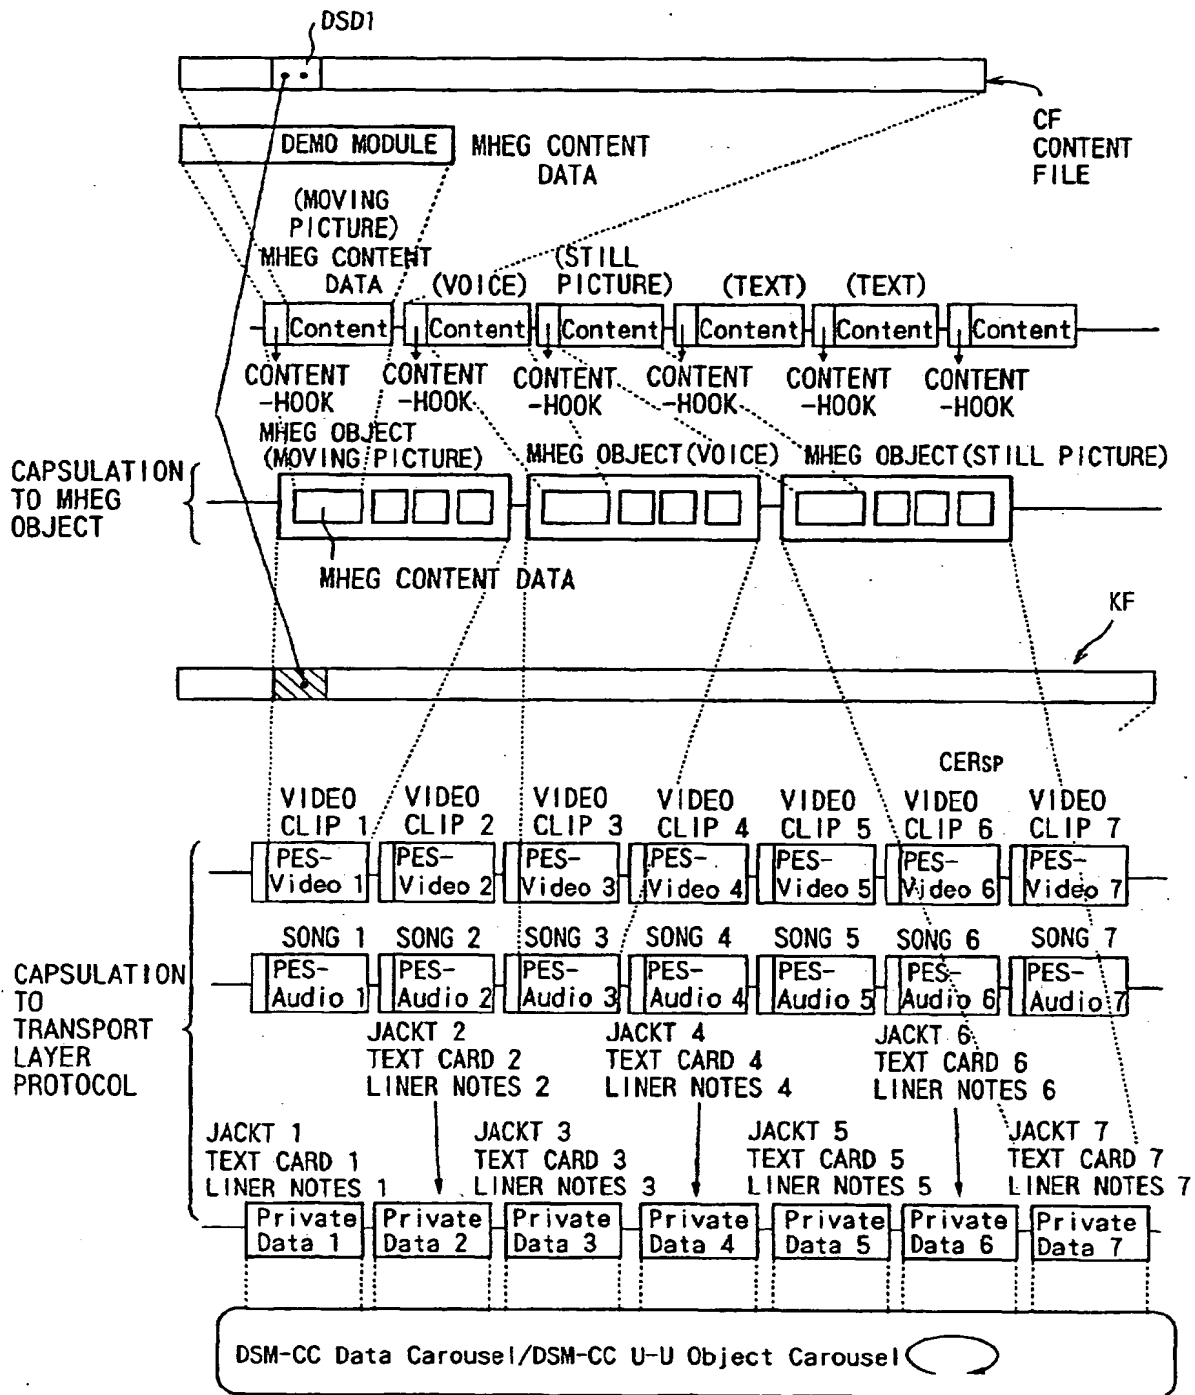 DSD1
CF
CONTENT
FILE
DEMO MODULE
MHEG CONTENT
DATA
(MOVING
PICTURE)
MHEG CONTENT
DATA
(VOICE)
(STILL
PICTURE)
(TEXT)
(TEXT)
Content
Content
Content
Content
Content
Content
CONTENT
-HOOK
CONTENT
-HOOK
CONTENT
-HOOK
CONTENT
-HOOK
CONTENT
-HOOK
CONTENT
-HOOK
CAPSULATION
TO MHEG
OBJECT
MHEG OBJECT
(MOVING PICTURE)
MHEG OBJECT(VOICE)
MHEG OBJECT(STILL PICTURE)
MHEG CONTENT DATA
KF
CERSP
VIDEO
CLIP 1
VIDEO
CLIP 2
VIDEO
CLIP 3
VIDEO
CLIP 4
VIDEO
CLIP 5
VIDEO
CLIP 6
VIDEO
CLIP 7
PES-
Video 1
PES-
Video 2
PES-
Video 3
PES-
Video 4
PES-
Video 5
PES-
Video 6
PES-
Video 7
SONG 1
SONG 2
SONG 3
SONG 4
SONG 5
SONG 6
SONG 7
PES-
Audio 1
PES-
Audio 2
PES-
Audio 3
PES-
Audio 4
PES-
Audio 5
PES-
Audio 6
PES-
Audio 7
CAPSULATION
TO
TRANSPORT
LAYER
PROTOCOL
JACKT 2
TEXT CARD 2
LINER NOTES 2
JACKT 4
TEXT CARD 4
LINER NOTES 4
JACKT 6
TEXT CARD 6
LINER NOTES 6
JACKT 1
TEXT CARD 1
LINER NOTES 1
JACKT 3
TEXT CARD 3
LINER NOTES 3
JACKT 5
TEXT CARD 5
LINER NOTES 5
JACKT 7
TEXT CARD 7
LINER NOTES 7
Private
Data 1
Private
Data 2
Private
Data 3
Private
Data 4
Private
Data 5
Private
Data 6
Private
Data 7
DSM-CC Data Carousel/DSM-CC U-U Object Carousel